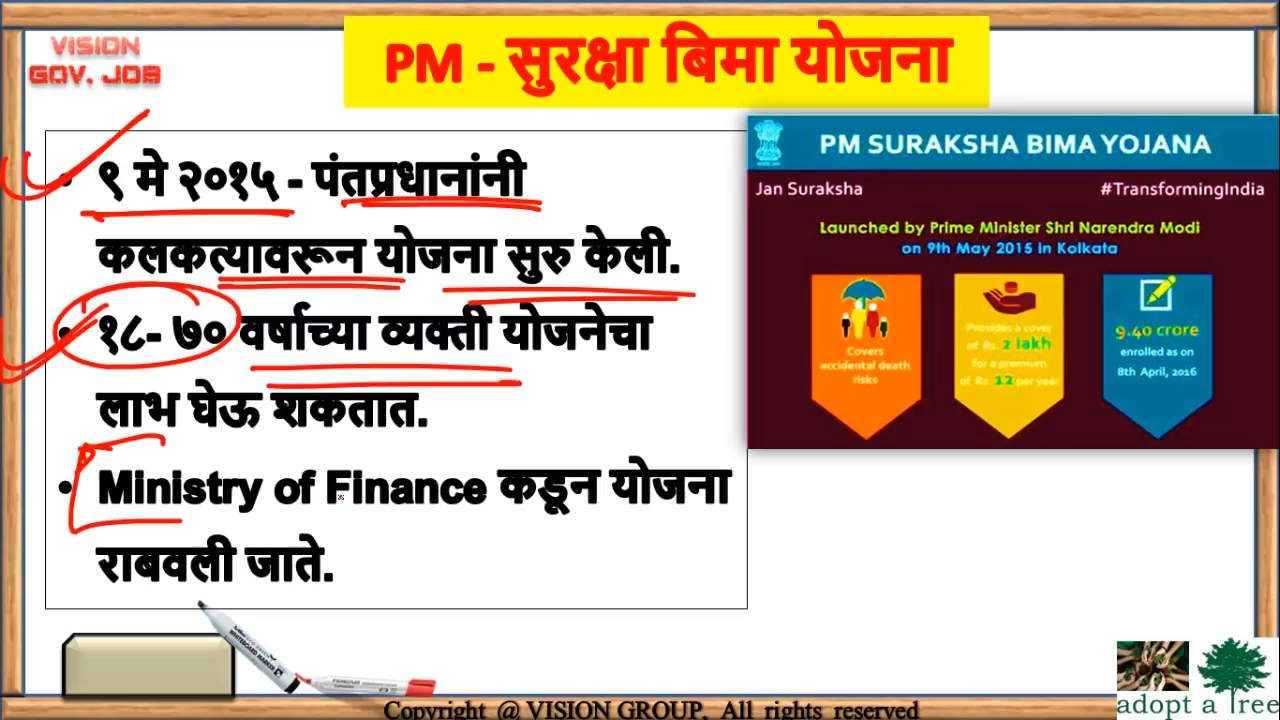 VISION
GOV. JOB
PM - सुरक्षा बिमा योजना
• ९ मे २०१५ - पंतप्रधानांनी
कलकत्यावरून योजना सुरु केली.
• १८- ७० वर्षाच्या व्यक्ती योजनेचा
लाभ घेऊ शकतात.
• Ministry of Finance कडून योजना
राबवली जाते.
PM SURAKSHA BIMA YOJANA
Jan Suraksha
#TransformingIndia
Launched by Prime Minister Shri Narendra Modi
on 9th May 2015 in Kolkata
Covers
accidental death
risks
Provides a cover
of Rs. 2 lakh
for a premium
of Rs. 12 per year
9.40 crore
enrolled as on
8th April, 2016
WHITEBOARD MARKER
adopt a Tree
Copyright @ VISION GROUP. All rights reserved